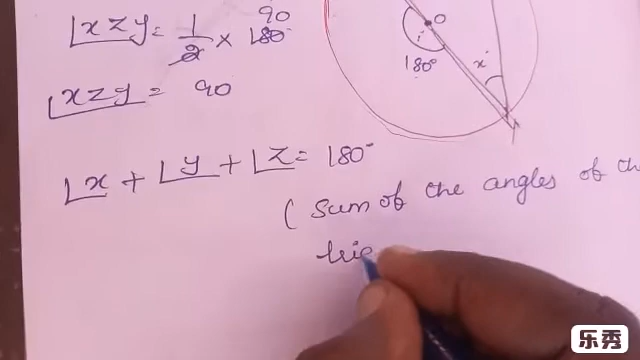 ∠xzy = 1/2 × 180° 90
∠xzy = 90
∠x + ∠y + ∠z = 180°
( Sum of the angles of th
tria
O
i
180°
x
乐秀